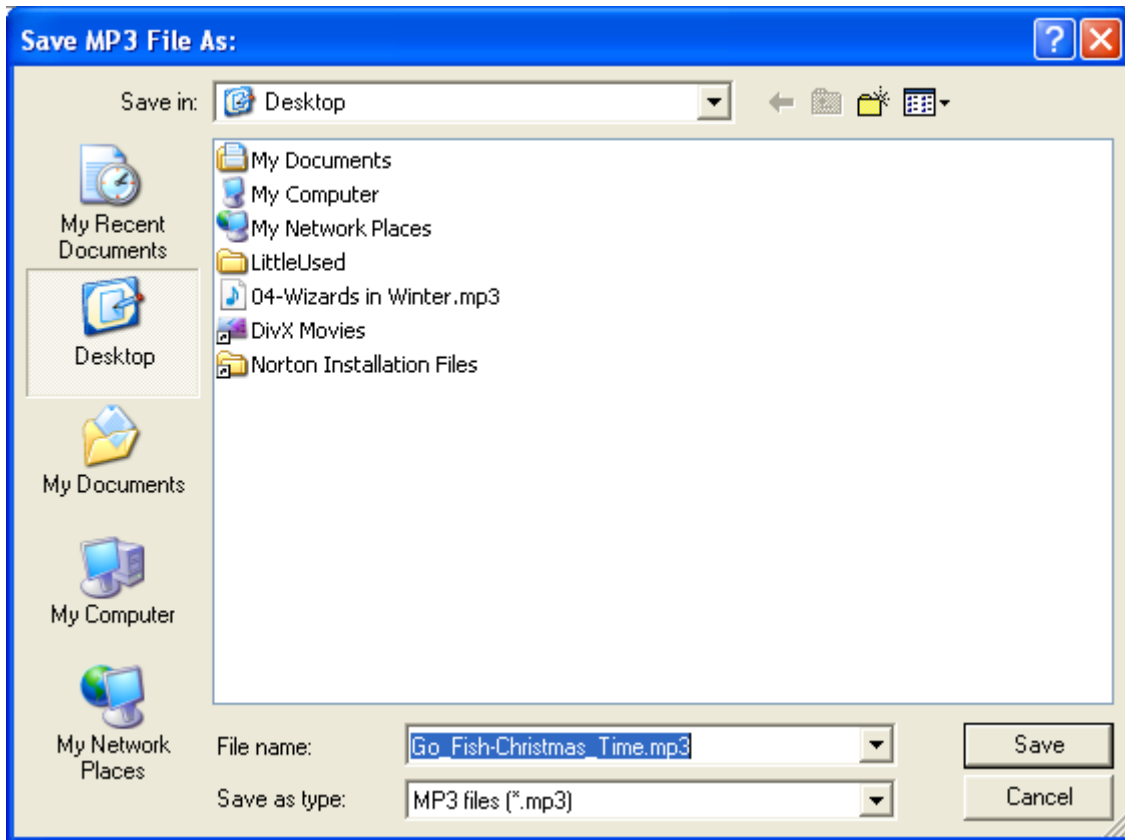 Save MP3 File As:
Save in:
Desktop
My Recent
Documents
Desktop
My Documents
My Computer
My Network
Places
My Documents
My Computer
My Network Places
LittleUsed
04-Wizards in Winter.mp3
DivX Movies
Norton Installation Files
File name:
Go_Fish-Christmas_Time.mp3
Save
Save as type:
MP3 files (*.mp3)
Cancel